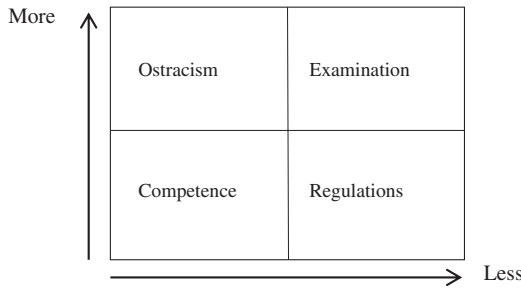 More
Ostracism
Examination
Competence
Regulations
Less